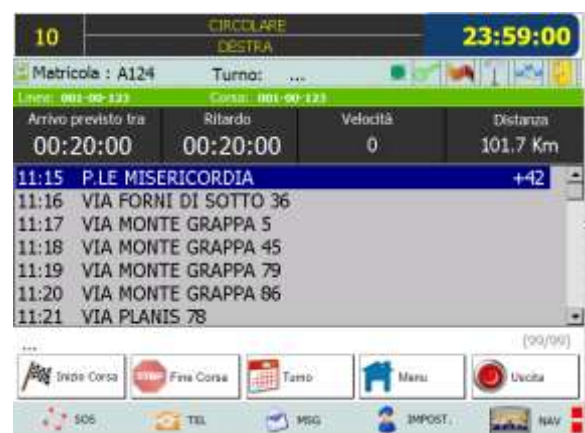 10
CIRCOLARE
DESTRA
23:59:00
Matricola : A124 Turno: ...
Linea: 001-00-123 Corsa: 001-00-123
Arrivo previsto tra Ritardo Velocità Distanza
00:20:00 00:20:00 0 101.7 Km
11:15 P.LE MISERICORDIA +42
11:16 VIA FORNI DI SOTTO 36
11:17 VIA MONTE GRAPPA 5
11:18 VIA MONTE GRAPPA 45
11:19 VIA MONTE GRAPPA 79
11:20 VIA MONTE GRAPPA 86
11:21 VIA PLANIS 78
... (99/99)
Inizio Corsa STOP Fine Corsa Turno Menu Uscita
SOS TEL MSG IMPOST. NAV